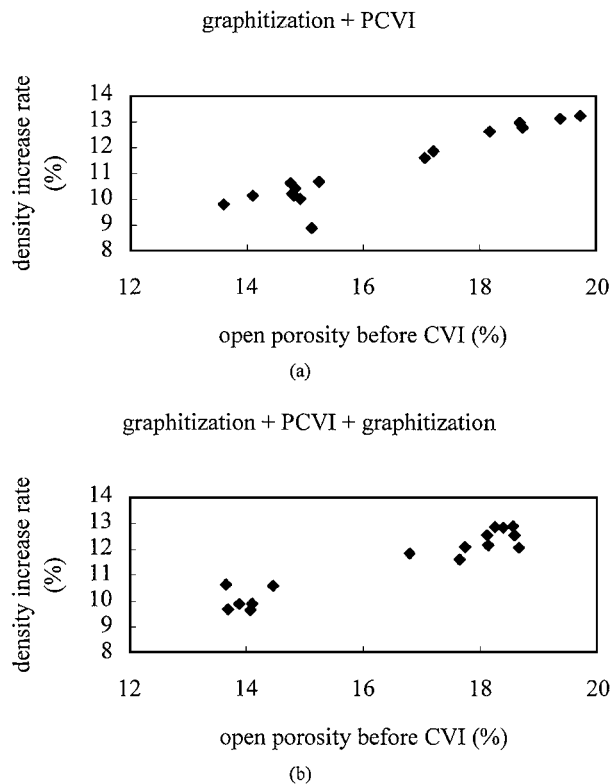 graphitization + PCVI
density increase rate
(%)
14
13
12
11
10
9
8
12 14 16 18 20
open porosity before CVI (%)
(a)
graphitization + PCVI + graphitization
density increase rate
(%)
14
13
12
11
10
9
8
12 14 16 18 20
open porosity before CVI (%)
(b)